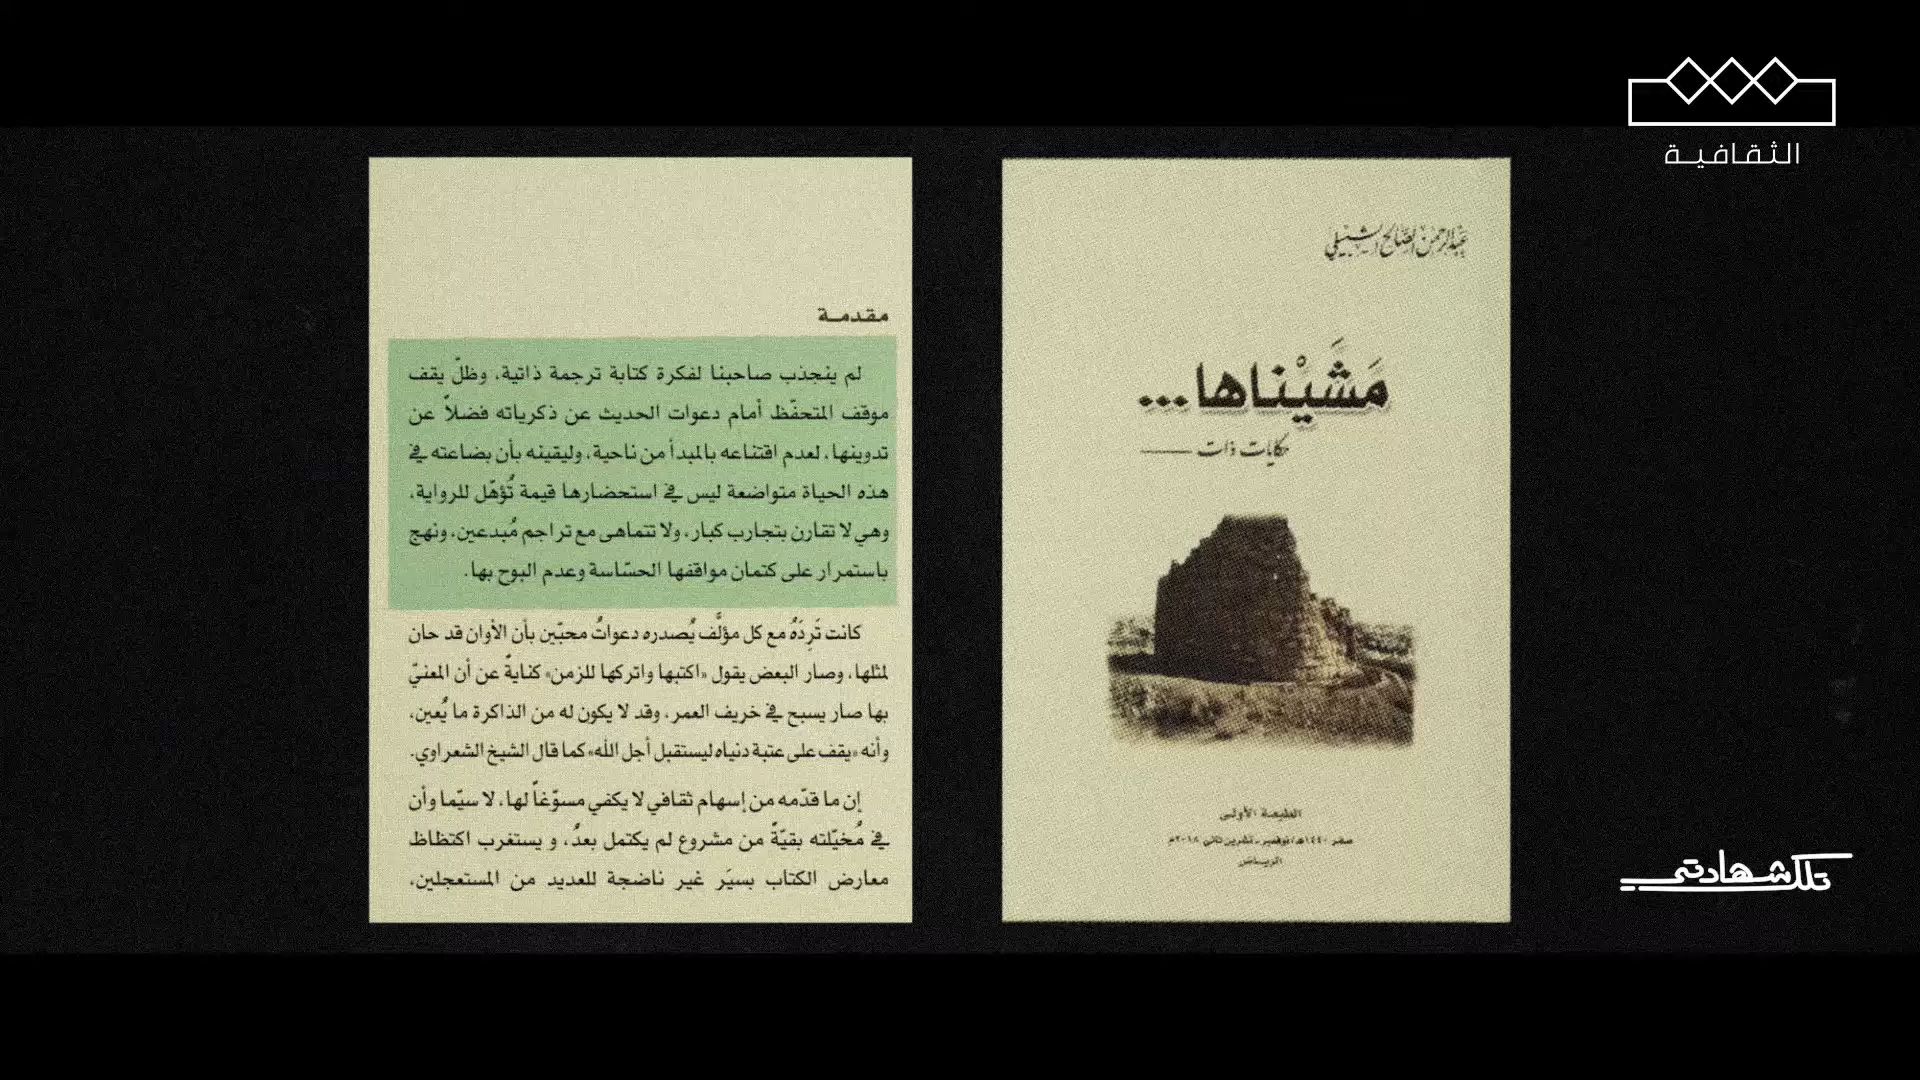 الثقافية
عبدالرحمن الصالح الشبيلي
مَشَيْناها...
حكايات ذات
الطبعة الأولى
صفر ١٤٤٠هـ/ نوفمبر ـ تشرين ثاني ٢٠١٨م
الرياض
مقدمـة
لم ينجذب صاحبنا لفكرة كتابة ترجمة ذاتية، وظلّ يقف
موقف المتحفّظ أمام دعوات الحديث عن ذكرياته فضلاً عن
تدوينها، لعدم اقتناعه بالمبدأ من ناحية، وليقينه بأن بضاعته في
هذه الحياة متواضعة ليس في استحضارها قيمة تُؤهّل للرواية،
وهي لا تقارن بتجارب كبار، ولا تتماهى مع تراجم مُبدعين، ونهج
باستمرار على كتمان مواقفها الحسّاسة وعدم البوح بها.
كانت تَرِدَهُ مع كل مؤلَّف يُصدره دعواتُ محبّين بأن الأوان قد حان
لمثلها، وصار البعض يقول «اكتبها واتركها للزمن» كنايةً عن أن المعنيّ
بها صار يسبح في خريف العمر، وقد لا يكون له من الذاكرة ما يُعين،
وأنه «يقف على عتبة دنياه ليستقبل أجل الله» كما قال الشيخ الشعراوي.
إن ما قدّمه من إسهام ثقافي لا يكفي مسوّغاً لها، لا سيّما وأن
في مُخيّلته بقيّةً من مشروع لم يكتمل بعدُ، و يستغرب اكتظاظ
معارض الكتاب بسيَر غير ناضجة للعديد من المستعجلين،
تلك شهادتي